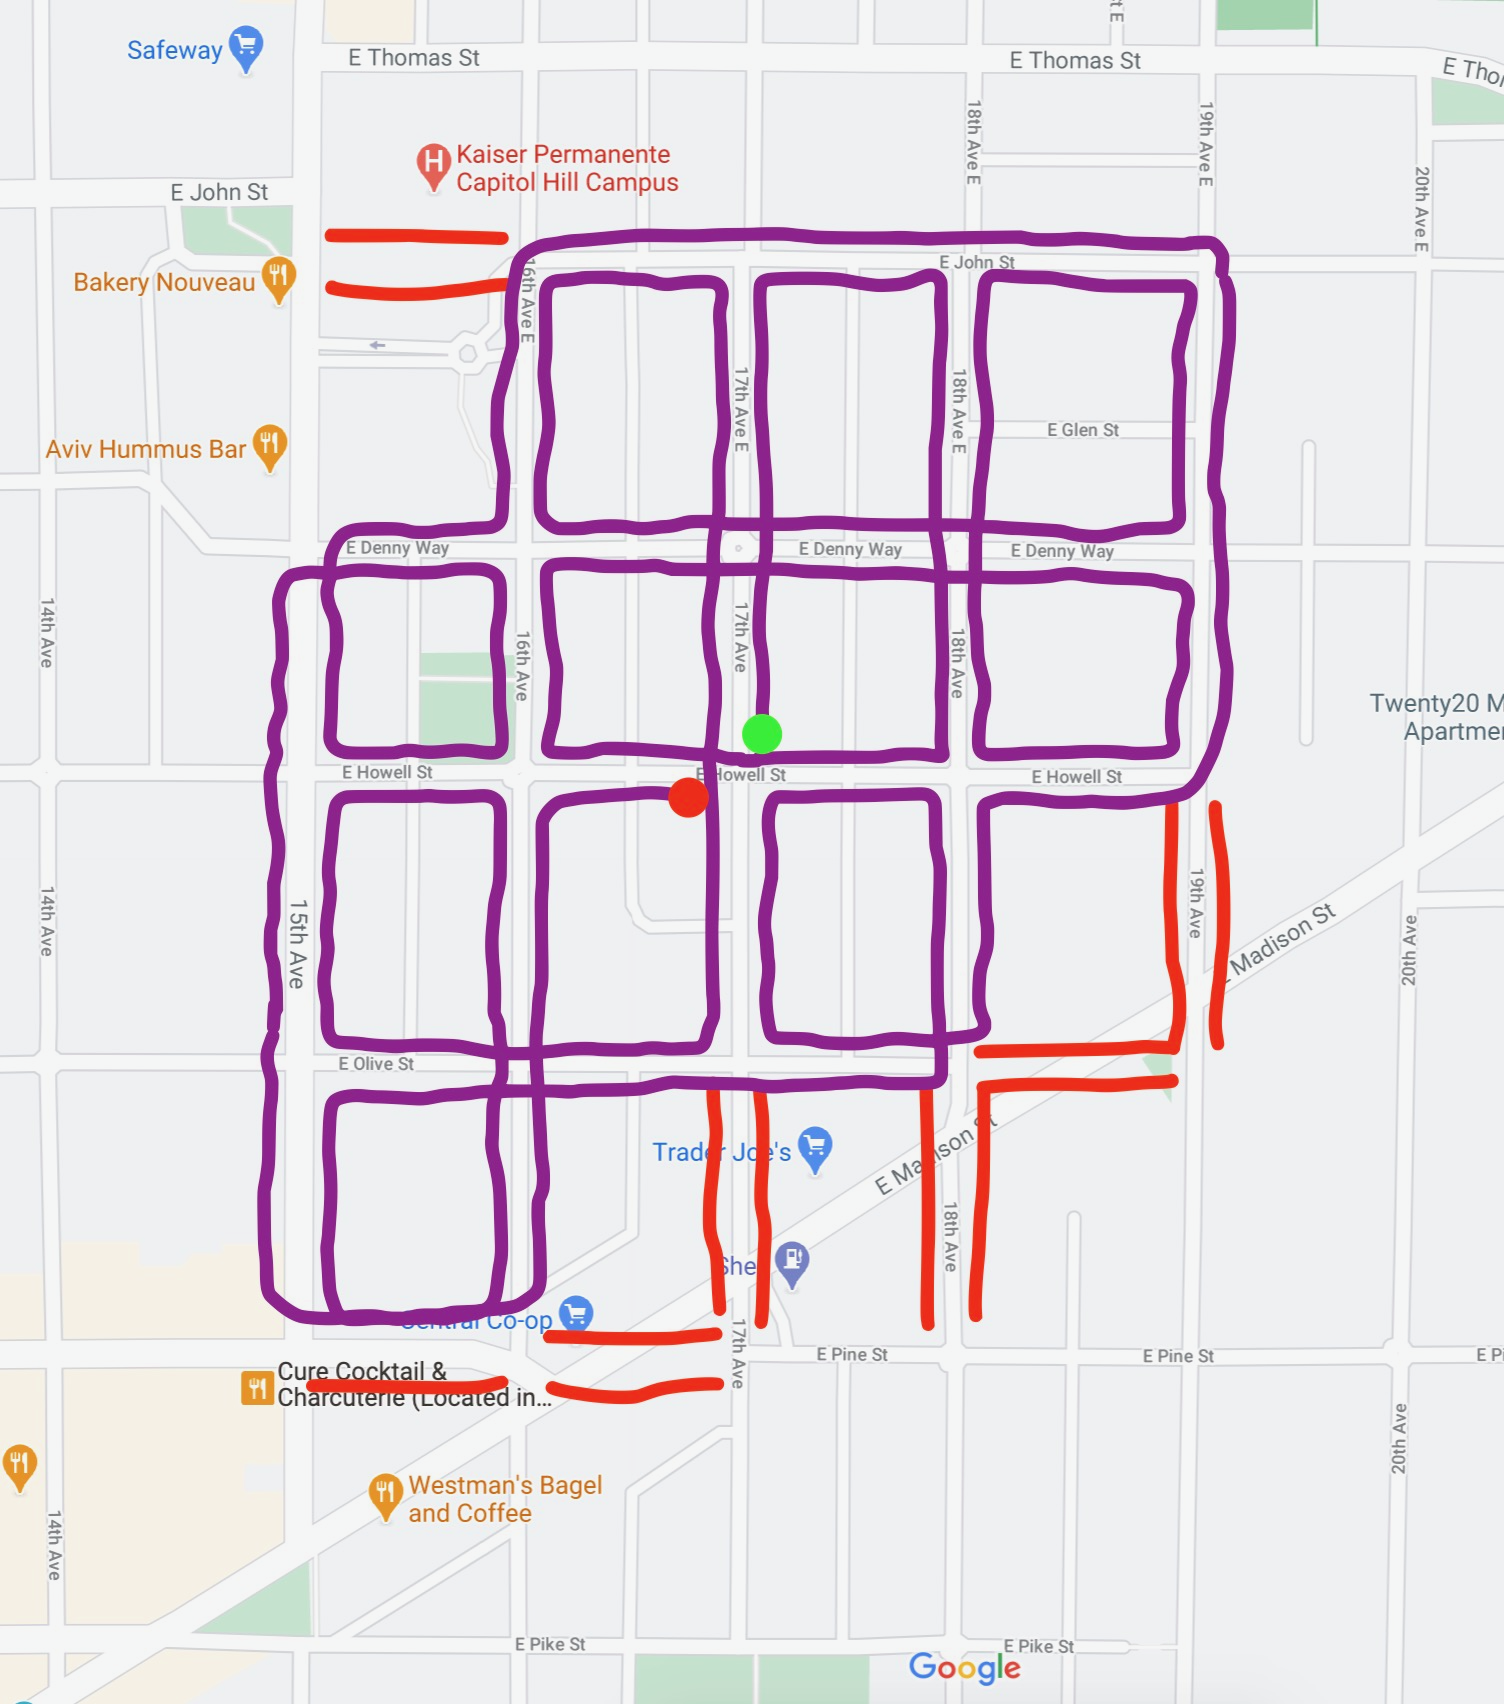 t E
Safeway
E Thomas St
E Thomas St
E Thor
18th Ave E
19th Ave E
Kaiser Permanente
Capitol Hill Campus
E John St
20th Ave E
E John St
Bakery Nouveau
16th Ave E
17th Ave E
18th Ave E
E Glen St
Aviv Hummus Bar
E Denny Way
E Denny Way
E Denny Way
14th Ave
16th Ave
17th Ave
18th Ave
Twenty20 M
Apartmen
E Howell St
E Howell St
E Howell St
14th Ave
15th Ave
19th Ave
E Madison St
20th Ave
E Olive St
Trader Joe's
E Madison St
18th Ave
Shell
Central Co-op
17th Ave
E Pine St
E Pine St
E Pi
Cure Cocktail &
Charcuterie (Located in...
20th Ave
Westman's Bagel
and Coffee
14th Ave
E Pike St
E Pike St
Google